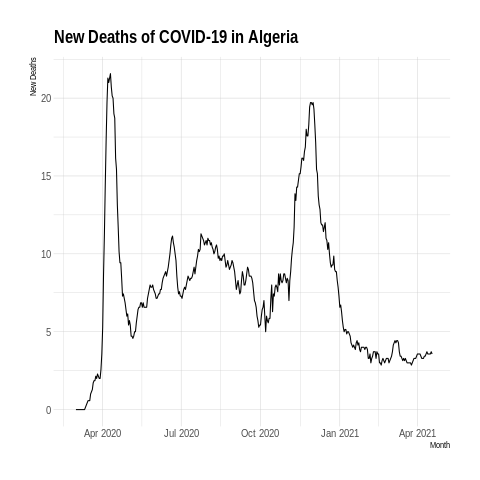 New Deaths of COVID-19 in Algeria
New Deaths
20
15
10
5
0
Apr 2020 Jul 2020 Oct 2020 Jan 2021 Apr 2021
Month